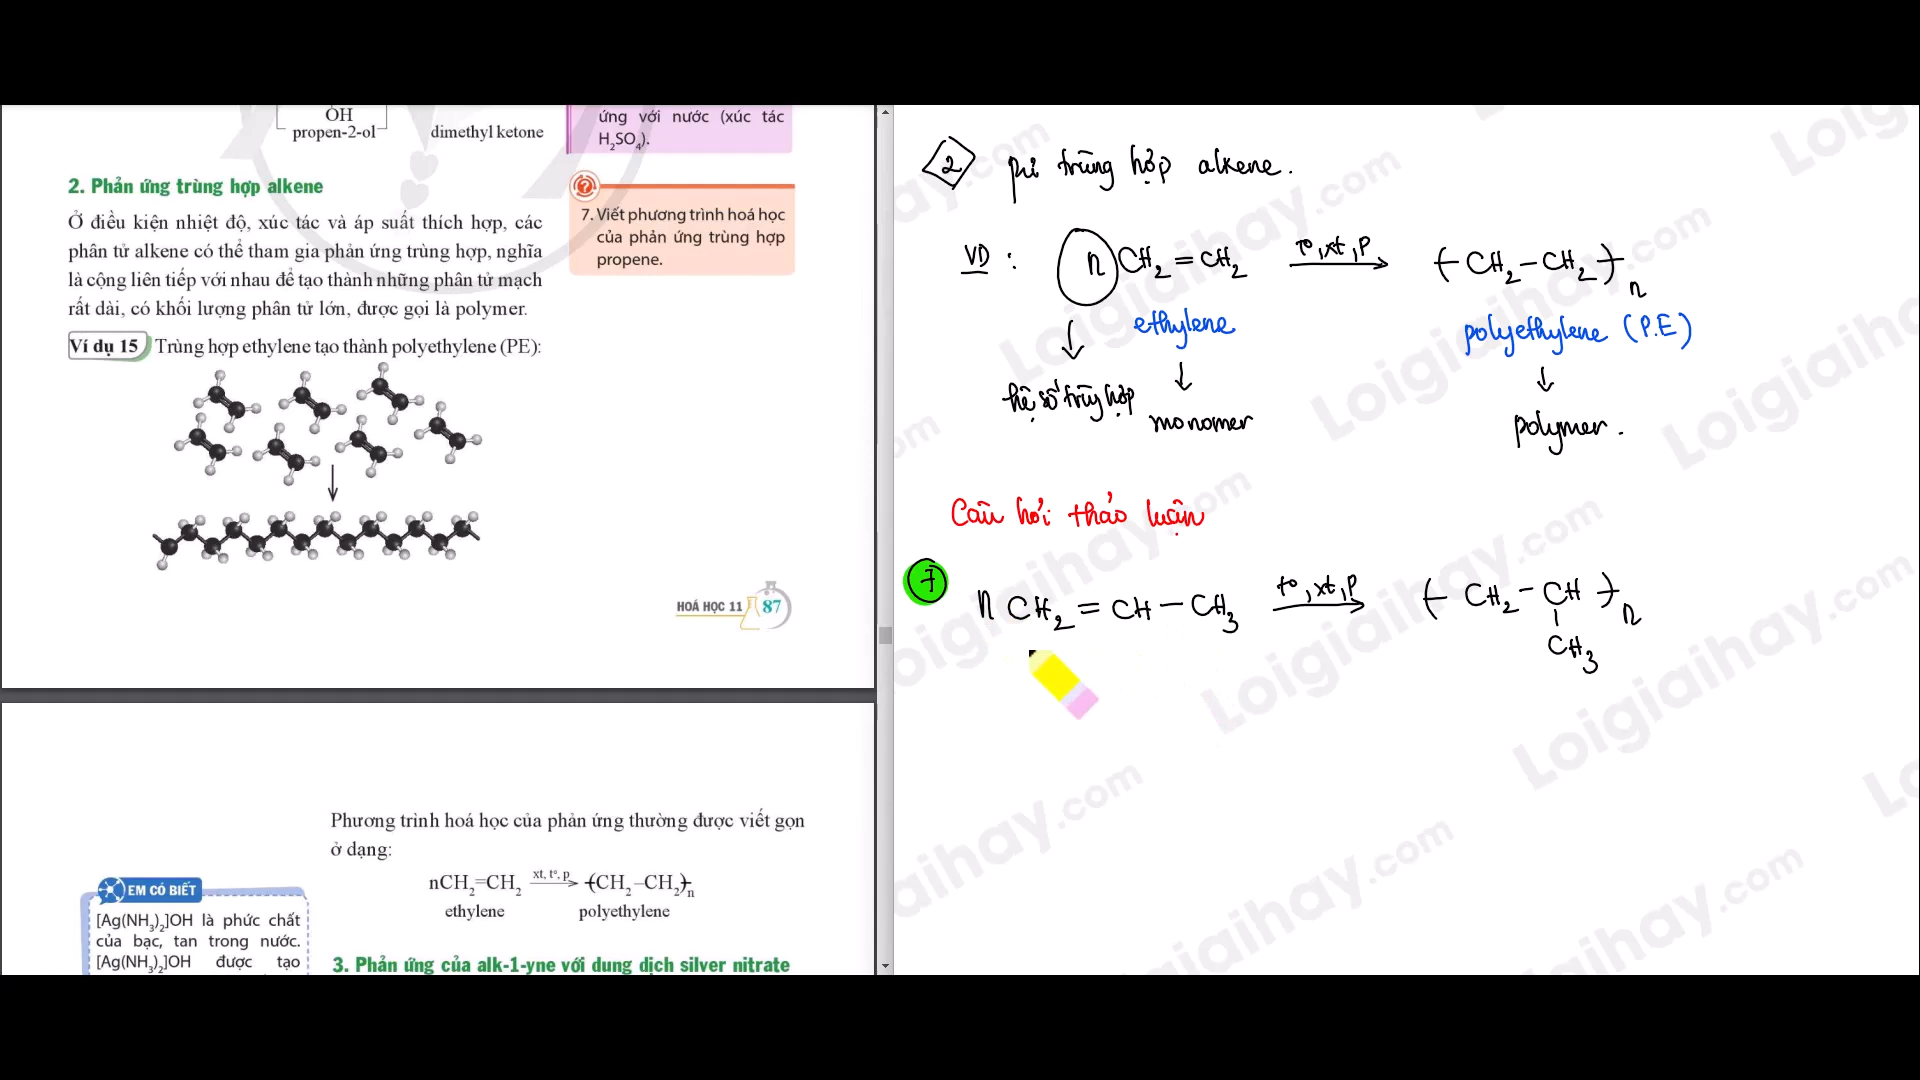 OH
propen-2-ol
dimethyl ketone
ứng với nước (xúc tác
H₂SO₄).
2. Phản ứng trùng hợp alkene
Ở điều kiện nhiệt độ, xúc tác và áp suất thích hợp, các
phân tử alkene có thể tham gia phản ứng trùng hợp, nghĩa
là cộng liên tiếp với nhau để tạo thành những phân tử mạch
rất dài, có khối lượng phân tử lớn, được gọi là polymer.
7. Viết phương trình hoá học
của phản ứng trùng hợp
propene.
Ví dụ 15 Trùng hợp ethylene tạo thành polyethylene (PE):
HOÁ HỌC 11 87
Phương trình hoá học của phản ứng thường được viết gọn
ở dạng:
nCH₂=CH₂ xt, t°, p (CH₂–CH₂)n
ethylene polyethylene
EM CÓ BIẾT
[Ag(NH₃)₂]OH là phức chất
của bạc, tan trong nước.
[Ag(NH₃)₂]OH được tạo
3. Phản ứng của alk-1-yne với dung dịch silver nitrate
2 pư trùng hợp alkene.
VD : n CH₂ = CH₂ t°, xt, p (CH₂ – CH₂)n
ethylene polyethylene (P.E)
hệ số trùng hợp monomer polymer.
Câu hỏi thảo luận
7 n CH₂ = CH – CH₃ t°, xt, p (CH₂ – CH)n
CH₃
Loigiaihay.com